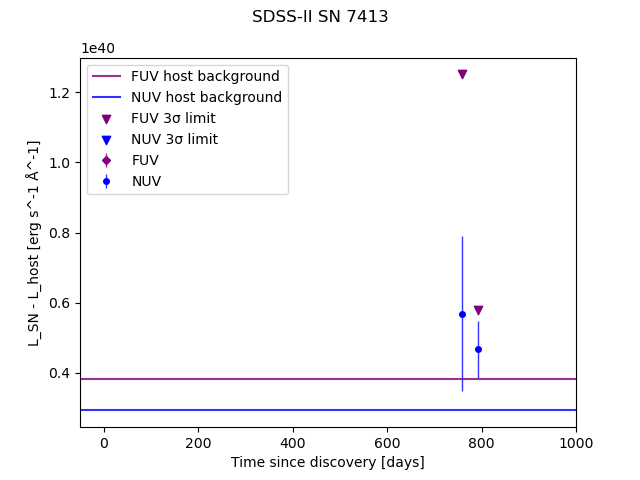 SDSS-II SN 7413
1e40
FUV host background
NUV host background
FUV 3σ limit
NUV 3σ limit
FUV
NUV
1.2
1.0
0.8
0.6
0.4
L_SN - L_host [erg s^-1 Å^-1]
0 200 400 600 800 1000
Time since discovery [days]